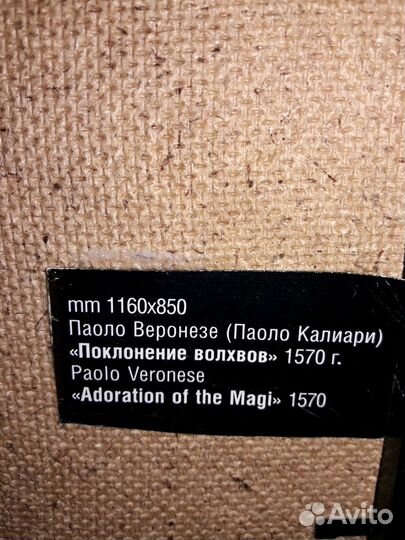 mm 1160x850
Паоло Веронезе (Паоло Калиари)
«Поклонение волхвов» 1570 г.
Paolo Veronese
«Adoration of the Magi» 1570
Avito